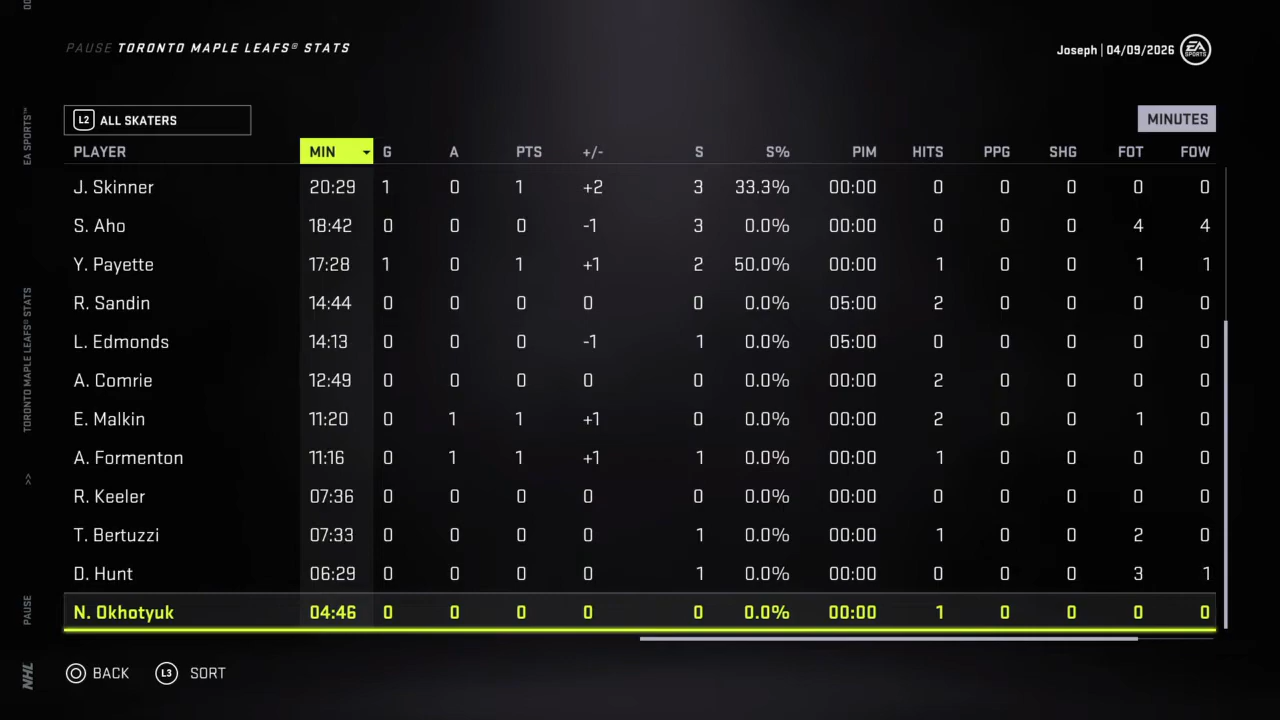 PAUSE TORONTO MAPLE LEAFS® STATS
Joseph | 04/09/2026 EA SPORTS
L2 ALL SKATERS
MINUTES
PLAYER MIN G A PTS +/- S S% PIM HITS PPG SHG FOT FOW
J. Skinner 20:29 1 0 1 +2 3 33.3% 00:00 0 0 0 0 0
S. Aho 18:42 0 0 0 -1 3 0.0% 00:00 0 0 0 4 4
Y. Payette 17:28 1 0 1 +1 2 50.0% 00:00 1 0 0 1 1
R. Sandin 14:44 0 0 0 0 0 0.0% 05:00 2 0 0 0 0
L. Edmonds 14:13 0 0 0 -1 1 0.0% 05:00 0 0 0 0 0
A. Comrie 12:49 0 0 0 0 0 0.0% 00:00 2 0 0 0 0
E. Malkin 11:20 0 1 1 +1 0 0.0% 00:00 2 0 0 1 0
A. Formenton 11:16 0 1 1 +1 1 0.0% 00:00 1 0 0 0 0
R. Keeler 07:36 0 0 0 0 0 0.0% 00:00 0 0 0 0 0
T. Bertuzzi 07:33 0 0 0 0 1 0.0% 00:00 1 0 0 2 0
D. Hunt 06:29 0 0 0 0 1 0.0% 00:00 0 0 0 3 1
N. Okhotyuk 04:46 0 0 0 0 0 0.0% 00:00 1 0 0 0 0
BACK L3 SORT
EA SPORTS™
TORONTO MAPLE LEAFS® STATS
>>
PAUSE
NHL